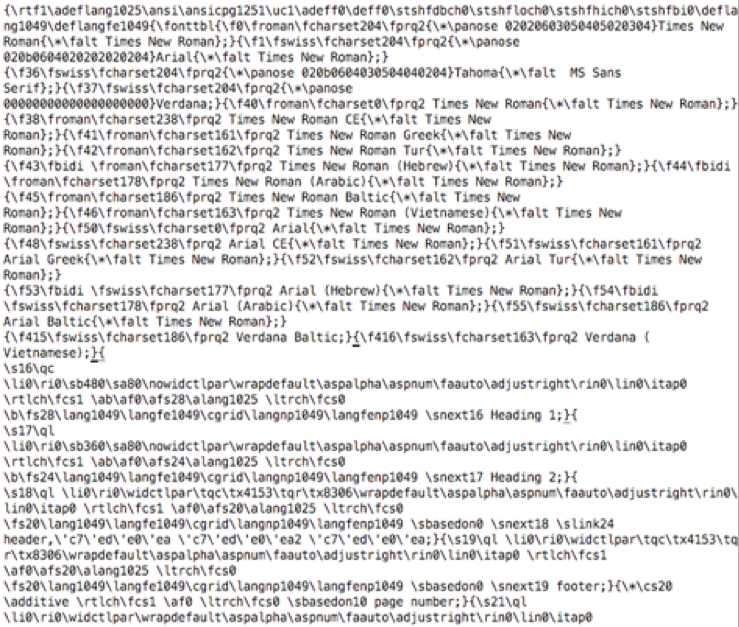 {\rtf1\adeflang1025\ansi\ansicpg1251\uc1\adeff0\deff0\stshfdbch0\stshfloch0\stshfhich0\stshfbi0\defla
ng1049\deflangfe1049{\fonttbl{\f0\froman\fcharset204\fprq2{\*\panose 02020603050405020304}Times New
Roman{\*\falt Times New Roman};}{\f1\fswiss\fcharset204\fprq2{\*\panose
020b0604020202020204}Arial{\*\falt Times New Roman};}
{\f36\fswiss\fcharset204\fprq2{\*\panose 020b0604030504040204}Tahoma{\*\falt  MS Sans
Serif};}{\f37\fswiss\fcharset204\fprq2{\*\panose
00000000000000000000}Verdana;}{\f40\froman\fcharset0\fprq2 Times New Roman{\*\falt Times New Roman};}
{\f38\froman\fcharset238\fprq2 Times New Roman CE{\*\falt Times New
Roman};}{\f41\froman\fcharset161\fprq2 Times New Roman Greek{\*\falt Times New
Roman};}{\f42\froman\fcharset162\fprq2 Times New Roman Tur{\*\falt Times New Roman};}
{\f43\fbidi \froman\fcharset177\fprq2 Times New Roman (Hebrew){\*\falt Times New Roman};}{\f44\fbidi
\froman\fcharset178\fprq2 Times New Roman (Arabic){\*\falt Times New Roman};}
{\f45\froman\fcharset186\fprq2 Times New Roman Baltic{\*\falt Times New
Roman};}{\f46\froman\fcharset163\fprq2 Times New Roman (Vietnamese){\*\falt Times New
Roman};}{\f50\fswiss\fcharset0\fprq2 Arial{\*\falt Times New Roman};}
{\f48\fswiss\fcharset238\fprq2 Arial CE{\*\falt Times New Roman};}{\f51\fswiss\fcharset161\fprq2
Arial Greek{\*\falt Times New Roman};}{\f52\fswiss\fcharset162\fprq2 Arial Tur{\*\falt Times New
Roman};}
{\f53\fbidi \fswiss\fcharset177\fprq2 Arial (Hebrew){\*\falt Times New Roman};}{\f54\fbidi
\fswiss\fcharset178\fprq2 Arial (Arabic){\*\falt Times New Roman};}{\f55\fswiss\fcharset186\fprq2
Arial Baltic{\*\falt Times New Roman};}
{\f415\fswiss\fcharset186\fprq2 Verdana Baltic;}{\f416\fswiss\fcharset163\fprq2 Verdana (
Vietnamese);}{
\s16\qc
\li0\ri0\sb480\sa80\nowidctlpar\wrapdefault\aspalpha\aspnum\faauto\adjustright\rin0\lin0\itap0
\rtlch\fcs1 \ab\af0\afs28\alang1025 \ltrch\fcs0
\b\fs28\lang1049\langfe1049\cgrid\langnp1049\langfenp1049 \snext16 Heading 1;}{
\s17\ql
\li0\ri0\sb360\sa80\nowidctlpar\wrapdefault\aspalpha\aspnum\faauto\adjustright\rin0\lin0\itap0
\rtlch\fcs1 \ab\af0\afs24\alang1025 \ltrch\fcs0
\b\fs24\lang1049\langfe1049\cgrid\langnp1049\langfenp1049 \snext17 Heading 2;}{
\s18\ql \li0\ri0\widctlpar\tqc\tx4153\tqr\tx8306\wrapdefault\aspalpha\aspnum\faauto\adjustright\rin0\
lin0\itap0 \rtlch\fcs1 \af0\afs20\alang1025 \ltrch\fcs0
\fs20\lang1049\langfe1049\cgrid\langnp1049\langfenp1049 \sbasedon0 \snext18 \slink24
header,\'c7\'ed\'e0\'ea \'c7\'ed\'e0\'ea2 \'c7\'ed\'e0\'ea;}{\s19\ql \li0\ri0\widctlpar\tqc\tx4153\tq
r\tx8306\wrapdefault\aspalpha\aspnum\faauto\adjustright\rin0\lin0\itap0 \rtlch\fcs1
\af0\afs20\alang1025 \ltrch\fcs0
\fs20\lang1049\langfe1049\cgrid\langnp1049\langfenp1049 \sbasedon0 \snext19 footer;}{\*\cs20
\additive \rtlch\fcs1 \af0 \ltrch\fcs0 \sbasedon10 page number;}{\s21\ql
\li0\ri0\widctlpar\wrapdefault\aspalpha\aspnum\faauto\adjustright\rin0\lin0\itap0